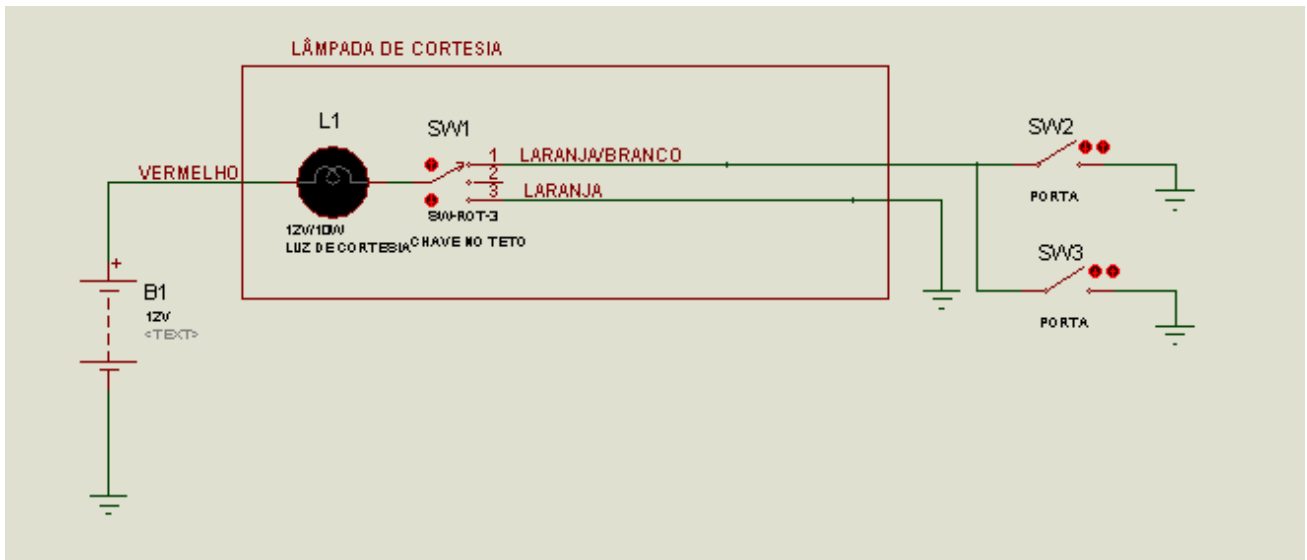 LÂMPADA DE CORTESIA
L1
SW1
SW2
1
LARANJA/BRANCO
VERMELHO
2
3
LARANJA
PORTA
SW-ROT-3
12V/10W
LUZ DE CORTESIA
CHAVE NO TETO
SW3
+
B1
12V
<TEXT>
PORTA